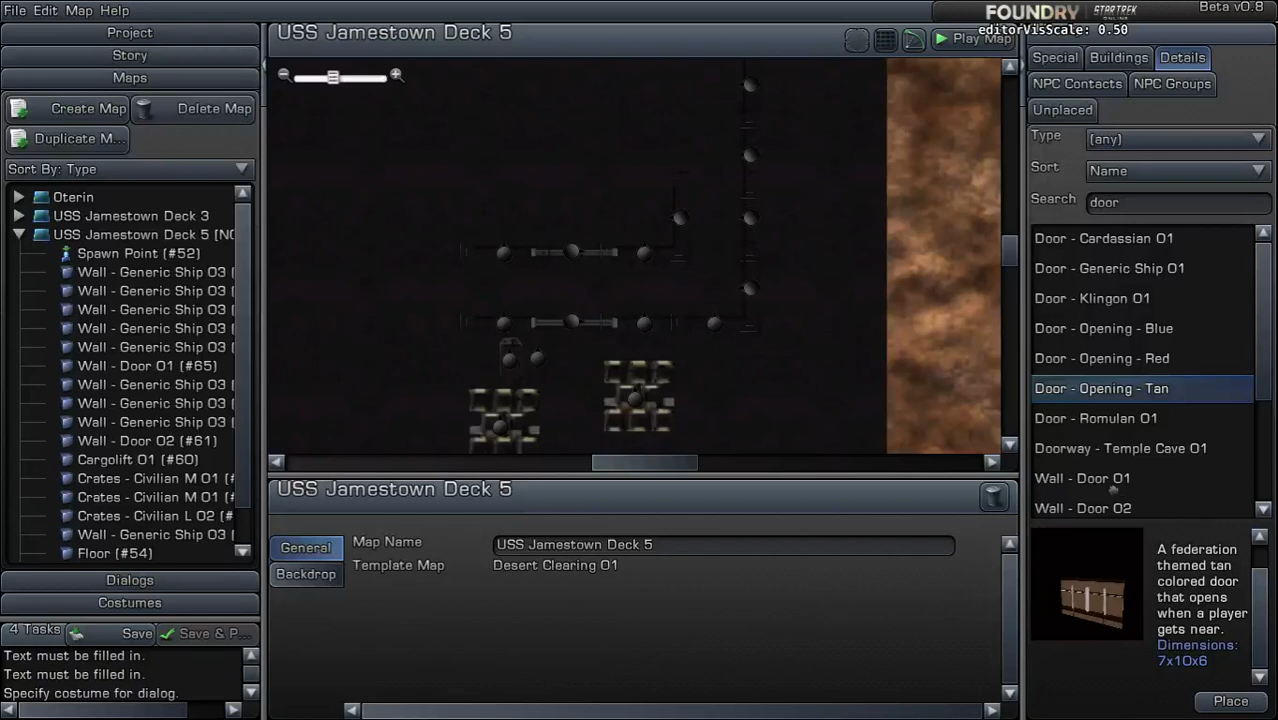 File Edit Map Help
FOUNDRY STAR TREK ONLINE
Beta v0.8
editorVisScale: 0.50
Project
Story
Maps
Create Map
Delete Map
Duplicate M...
Sort By: Type
Oterin
USS Jamestown Deck 3
USS Jamestown Deck 5 [NO
Spawn Point (#52)
Wall - Generic Ship 03 (
Wall - Generic Ship 03 (
Wall - Generic Ship 03 (
Wall - Generic Ship 03 (
Wall - Generic Ship 03 (
Wall - Door 01 (#65)
Wall - Generic Ship 03 (
Wall - Generic Ship 03 (
Wall - Generic Ship 03 (
Wall - Door 02 (#61)
Cargolift 01 (#60)
Crates - Civilian M 01 (#
Crates - Civilian M 01 (#
Crates - Civilian L 02 (#
Wall - Generic Ship 03 (
Floor (#54)
Dialogs
Costumes
4 Tasks
Save
Save & P...
Text must be filled in.
Text must be filled in.
Specify costume for dialog.
USS Jamestown Deck 5
Play Map
USS Jamestown Deck 5
General
Backdrop
Map Name
USS Jamestown Deck 5
Template Map
Desert Clearing 01
Special
Buildings
Details
NPC Contacts
NPC Groups
Unplaced
Type
(any)
Sort
Name
Search
door
Door - Cardassian 01
Door - Generic Ship 01
Door - Klingon 01
Door - Opening - Blue
Door - Opening - Red
Door - Opening - Tan
Door - Romulan 01
Doorway - Temple Cave 01
Wall - Door 01
Wall - Door 02
A federation
themed tan
colored door
that opens
when a player
gets near.
Dimensions:
7x10x6
Place